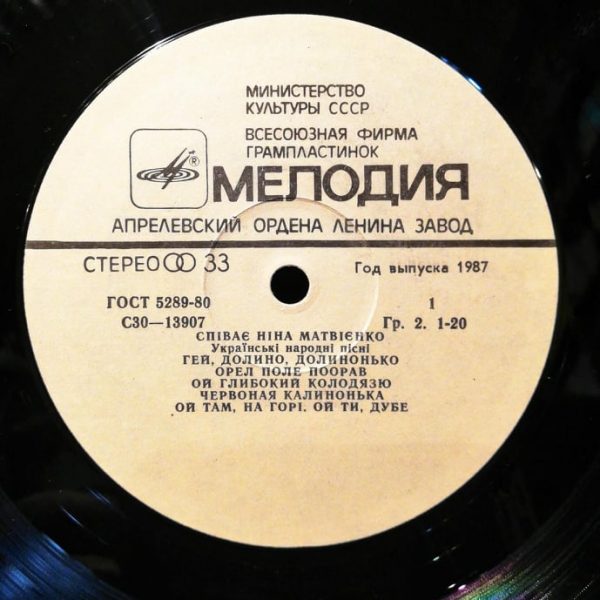 МИНИСТЕРСТВО
КУЛЬТУРЫ СССР
ВСЕСОЮЗНАЯ ФИРМА
ГРАМПЛАСТИНОК
®
МЕЛОДИЯ
АПРЕЛЕВСКИЙ ОРДЕНА ЛЕНИНА ЗАВОД
СТЕРЕО 33 Год выпуска 1987
ГОСТ 5289-80 1
С30—13907 Гр. 2. 1-20
СПІВАЄ НІНА МАТВІЄНКО
Українські народні пісні
ГЕЙ, ДОЛИНО, ДОЛИНОНЬКО
ОРЕЛ ПОЛЕ ПООРАВ
ОЙ ГЛИБОКИЙ КОЛОДЯЗЮ
ЧЕРВОНАЯ КАЛИНОНЬКА
ОЙ ТАМ, НА ГОРІ. ОЙ ТИ, ДУБЕ